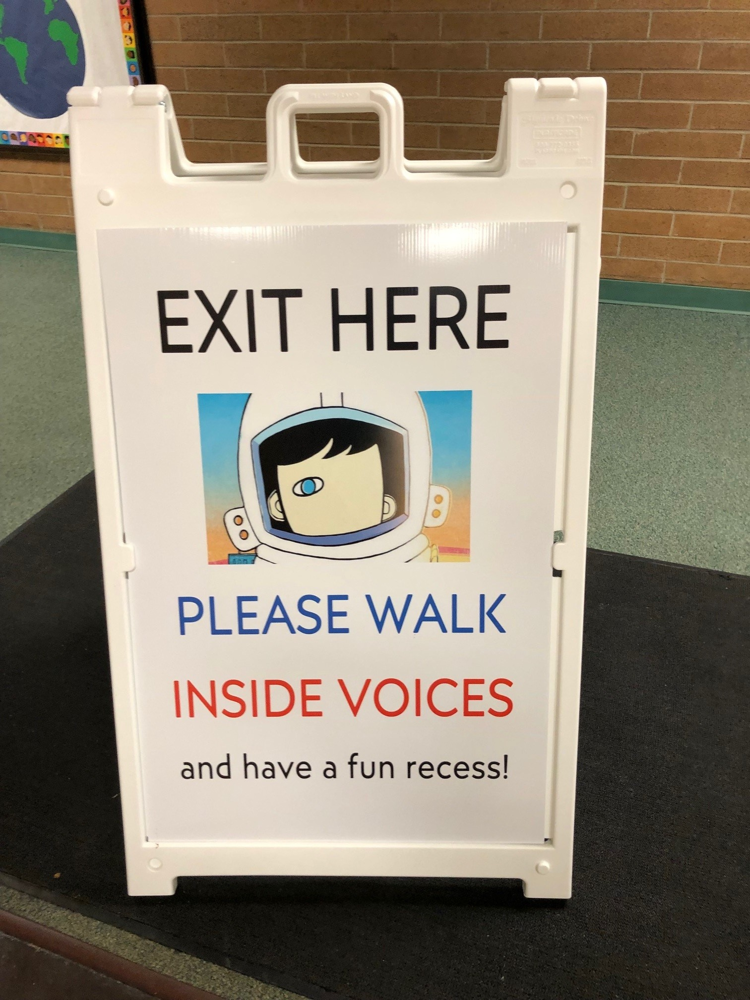 EXIT HERE
PLEASE WALK
INSIDE VOICES
and have a fun recess!